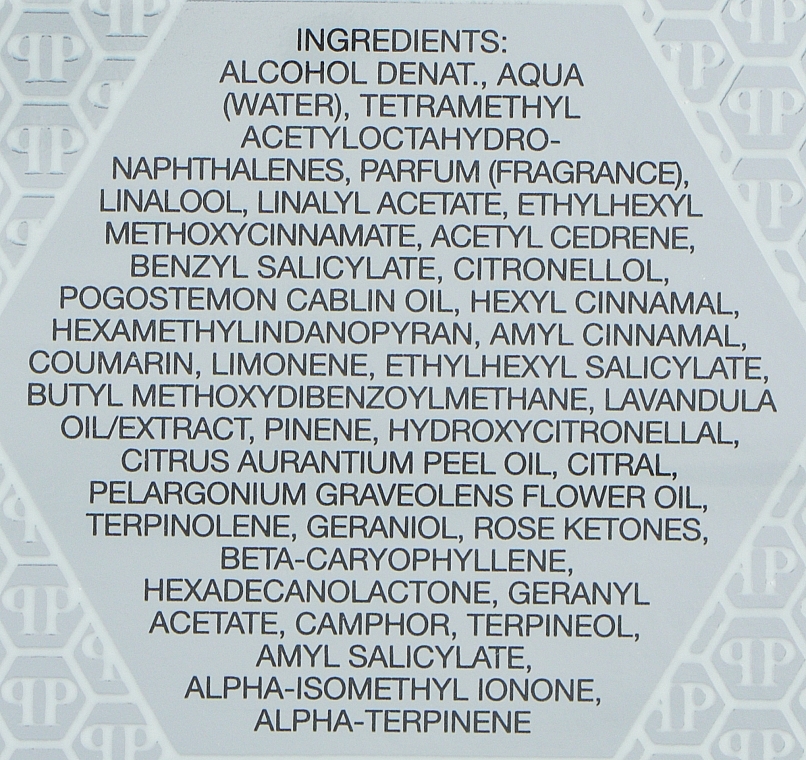 INGREDIENTS:
ALCOHOL DENAT., AQUA
(WATER), TETRAMETHYL
ACETYLOCTAHYDRO-
NAPHTHALENES, PARFUM (FRAGRANCE),
LINALOOL, LINALYL ACETATE, ETHYLHEXYL
METHOXYCINNAMATE, ACETYL CEDRENE,
BENZYL SALICYLATE, CITRONELLOL,
POGOSTEMON CABLIN OIL, HEXYL CINNAMAL,
HEXAMETHYLINDANOPYRAN, AMYL CINNAMAL,
COUMARIN, LIMONENE, ETHYLHEXYL SALICYLATE,
BUTYL METHOXYDIBENZOYLMETHANE, LAVANDULA
OIL/EXTRACT, PINENE, HYDROXYCITRONELLAL,
CITRUS AURANTIUM PEEL OIL, CITRAL,
PELARGONIUM GRAVEOLENS FLOWER OIL,
TERPINOLENE, GERANIOL, ROSE KETONES,
BETA-CARYOPHYLLENE,
HEXADECANOLACTONE, GERANYL
ACETATE, CAMPHOR, TERPINEOL,
AMYL SALICYLATE,
ALPHA-ISOMETHYL IONONE,
ALPHA-TERPINENE